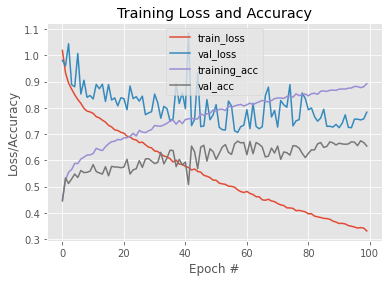 Training Loss and Accuracy
train_loss
val_loss
training_acc
val_acc
Loss/Accuracy
1.1
1.0
0.9
0.8
0.7
0.6
0.5
0.4
0.3
0 20 40 60 80 100
Epoch #